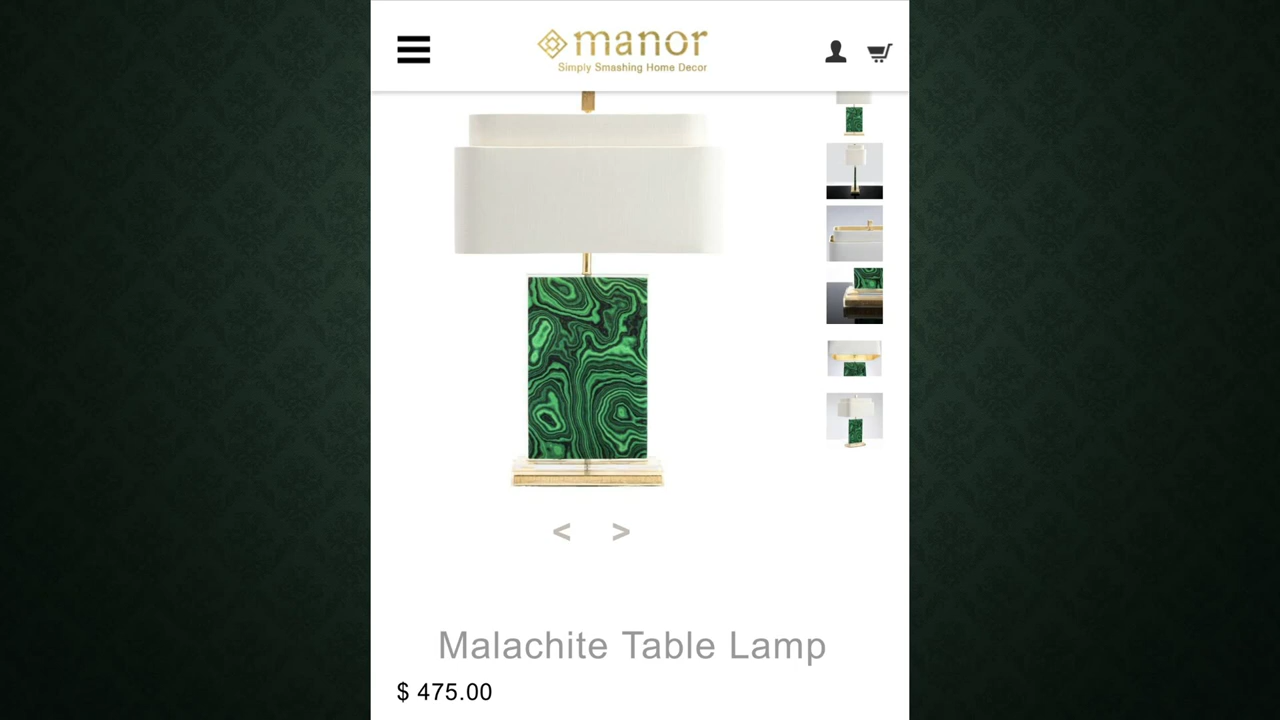 manor
Simply Smashing Home Decor
< >
Malachite Table Lamp
$ 475.00